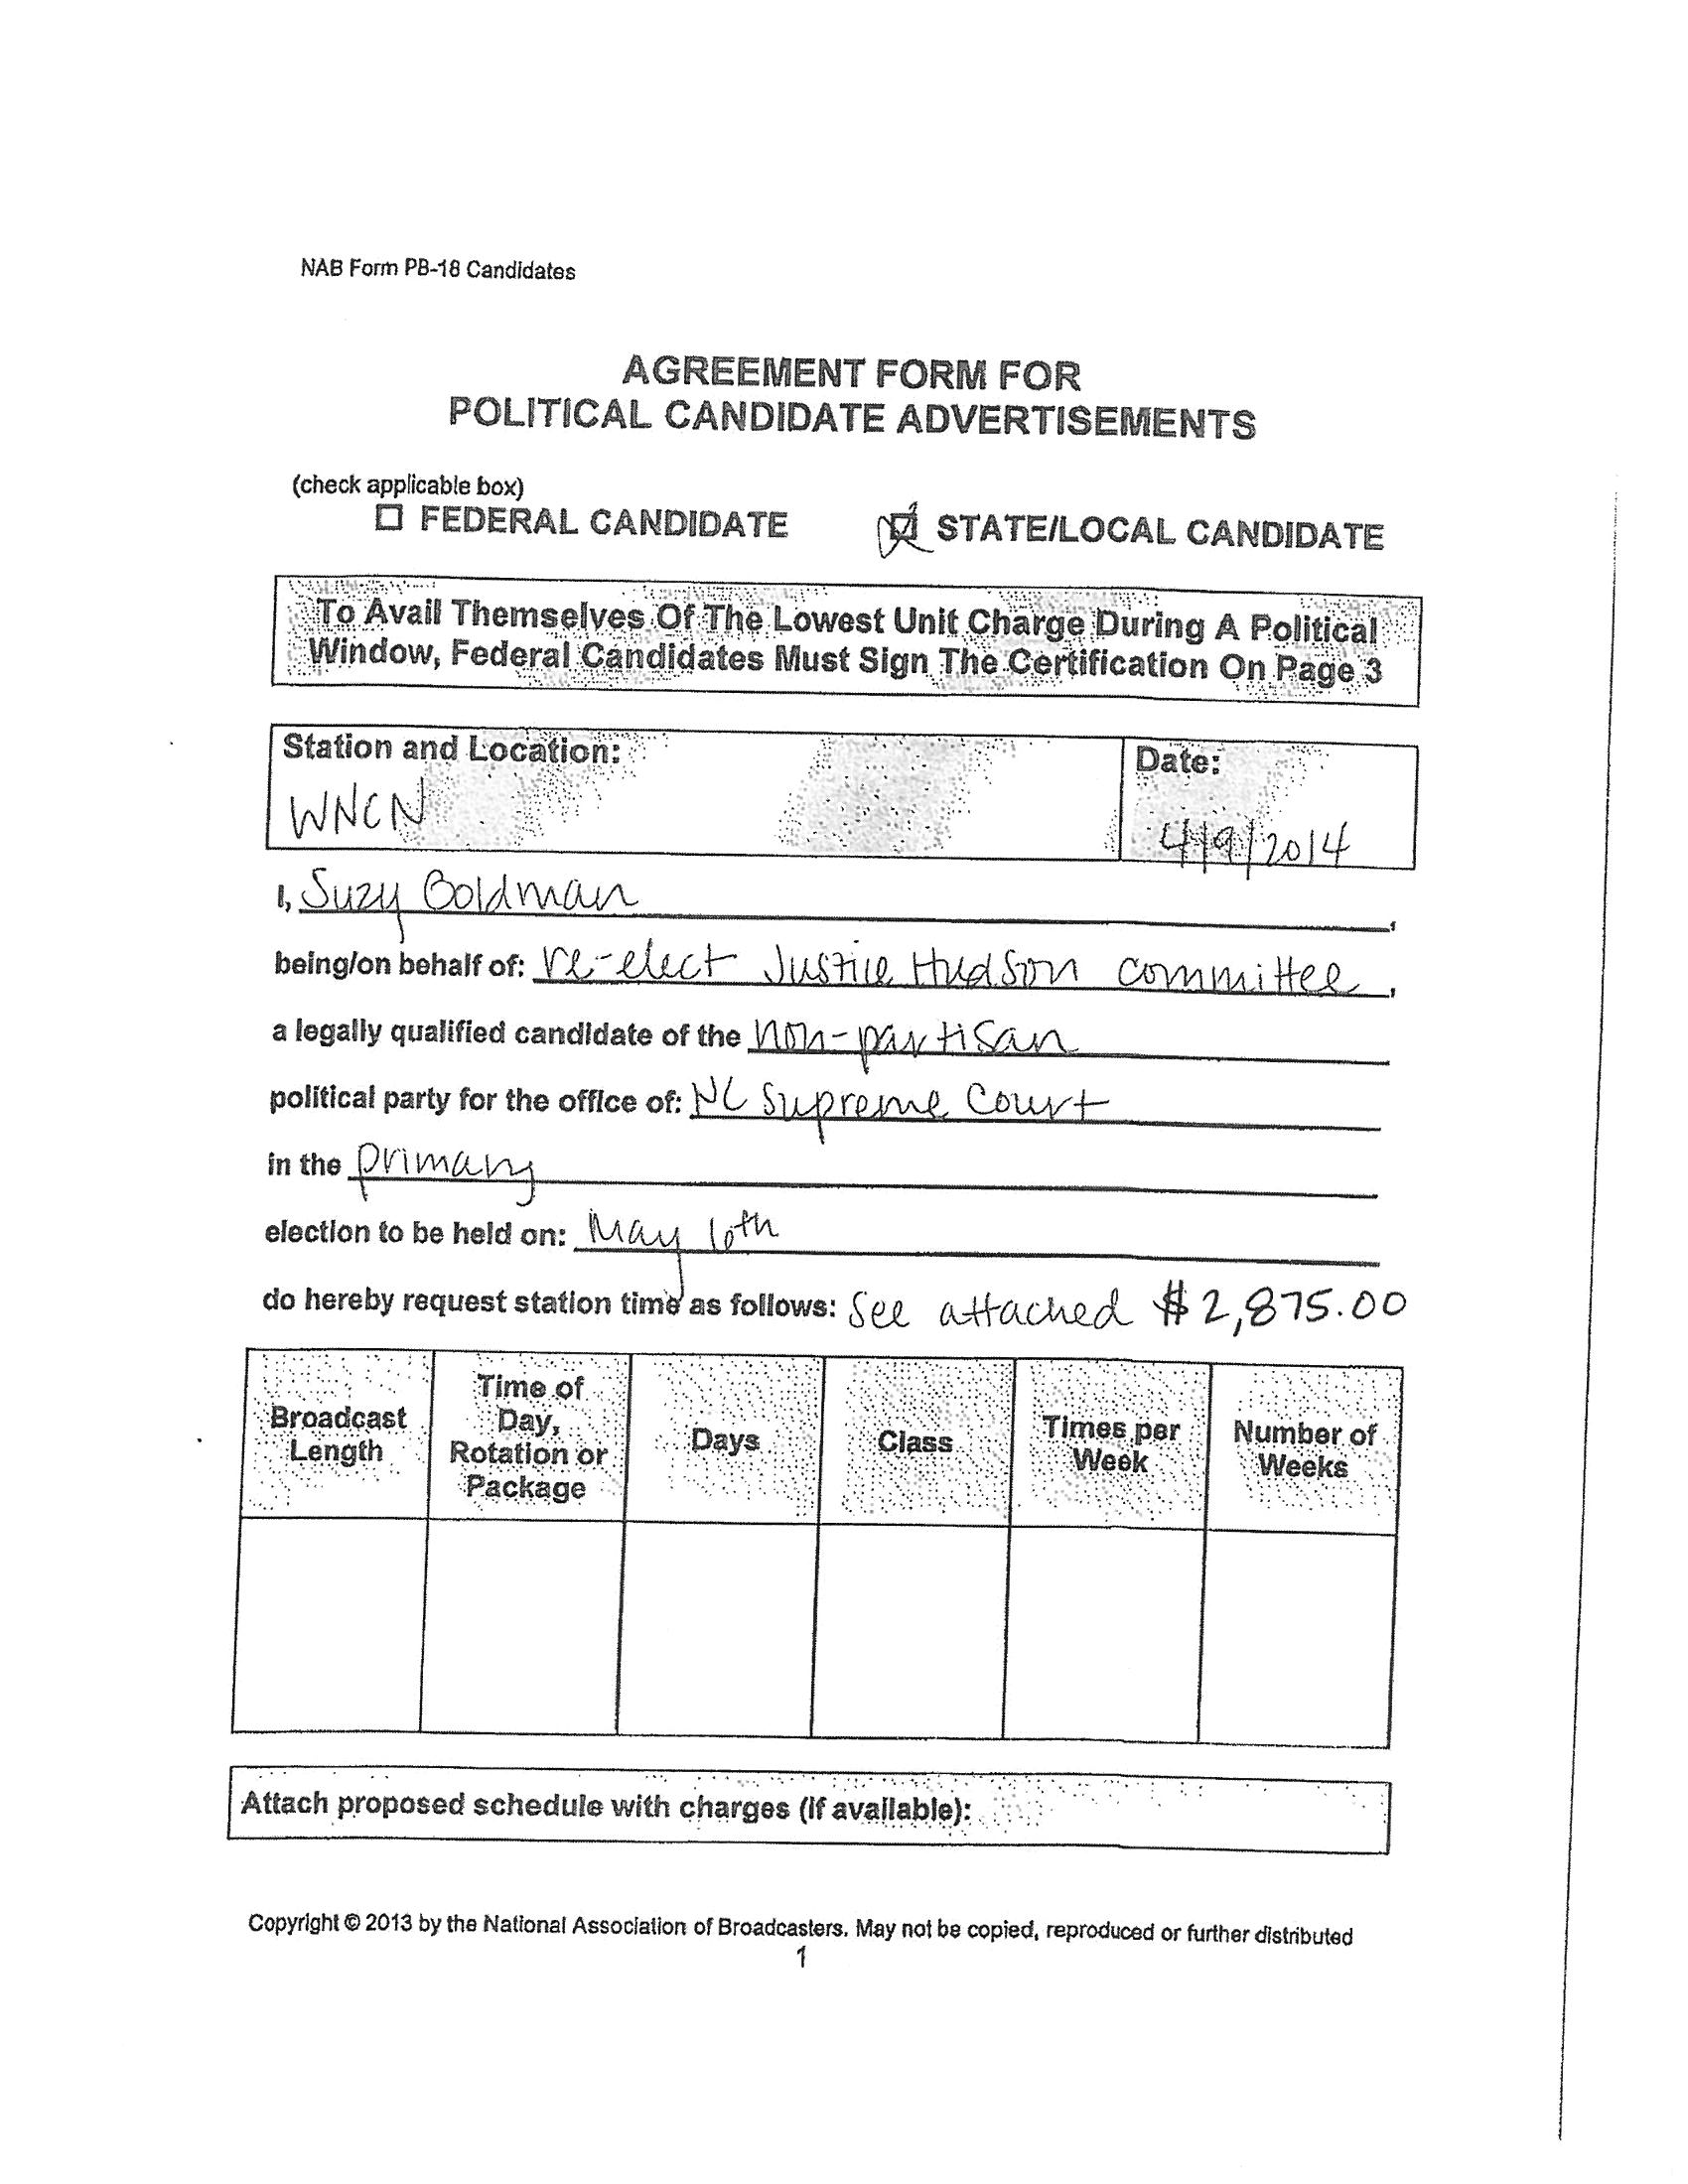 NAB Form PB-18 Candidates
AGREEMENT FORM FOR
POLITICAL CANDIDATE ADVERTISEMENTS
(check applicable box)
☐ FEDERAL CANDIDATE ☑ STATE/LOCAL CANDIDATE
To Avail Themselves Of The Lowest Unit Charge During A Political
Window, Federal Candidates Must Sign The Certification On Page 3
Station and Location: Date:
WNCN 4/9/2014
I, Suzy Goldman,
being/on behalf of: re-elect Justice Hudson committee,
a legally qualified candidate of the non-partisan
political party for the office of: NC Supreme Court
in the primary
election to be held on: May 6th
do hereby request station time as follows: See attached $2,875.00
Broadcast Length
Time of Day, Rotation or Package
Days
Class
Times per Week
Number of Weeks
Attach proposed schedule with charges (if available):
Copyright © 2013 by the National Association of Broadcasters. May not be copied, reproduced or further distributed
1